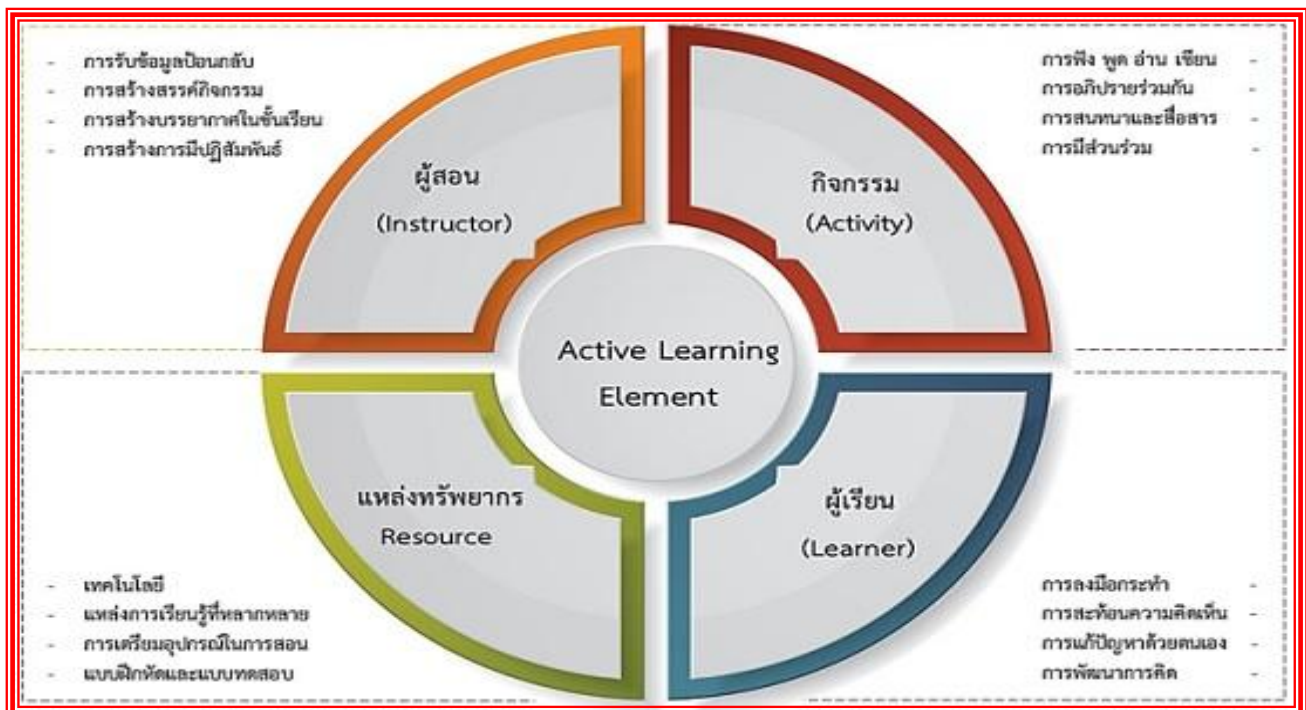 - การรับข้อมูลป้อนกลับ
- การสร้างสรรค์กิจกรรม
- การสร้างบรรยากาศในชั้นเรียน
- การสร้างการมีปฏิสัมพันธ์
ผู้สอน
(Instructor)
การฟัง พูด อ่าน เขียน -
การอภิปรายร่วมกัน -
การสนทนาและสื่อสาร -
การมีส่วนร่วม -
กิจกรรม
(Activity)
Active Learning
Element
แหล่งทรัพยากร
Resource
- เทคโนโลยี
- แหล่งการเรียนรู้ที่หลากหลาย
- การเตรียมอุปกรณ์ในการสอน
- แบบฝึกหัดและแบบทดสอบ
ผู้เรียน
(Learner)
การลงมือกระทำ -
การสะท้อนความคิดเห็น -
การแก้ปัญหาด้วยตนเอง -
การพัฒนาการคิด -